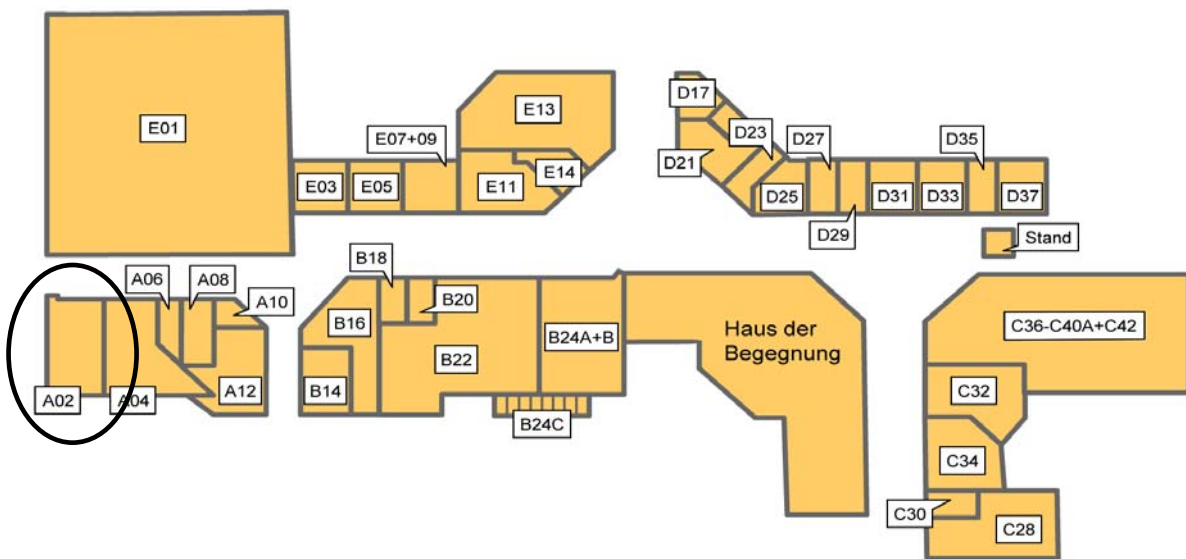 E01
E03
E05
E07+09
E13
E11
E14
D17
D21
D23
D25
D27
D29
D31
D33
D35
D37
Stand
A02
A04
A06
A08
A10
A12
B14
B16
B18
B20
B22
B24A+B
B24C
Haus der
Begegnung
C36-C40A+C42
C32
C34
C30
C28